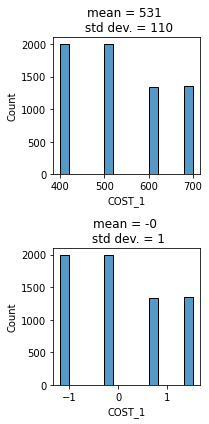 mean = 531
std dev. = 110
2000
1500
1000
500
0
Count
400 500 600 700
COST_1
mean = -0
std dev. = 1
2000
1500
1000
500
0
Count
−1 0 1
COST_1